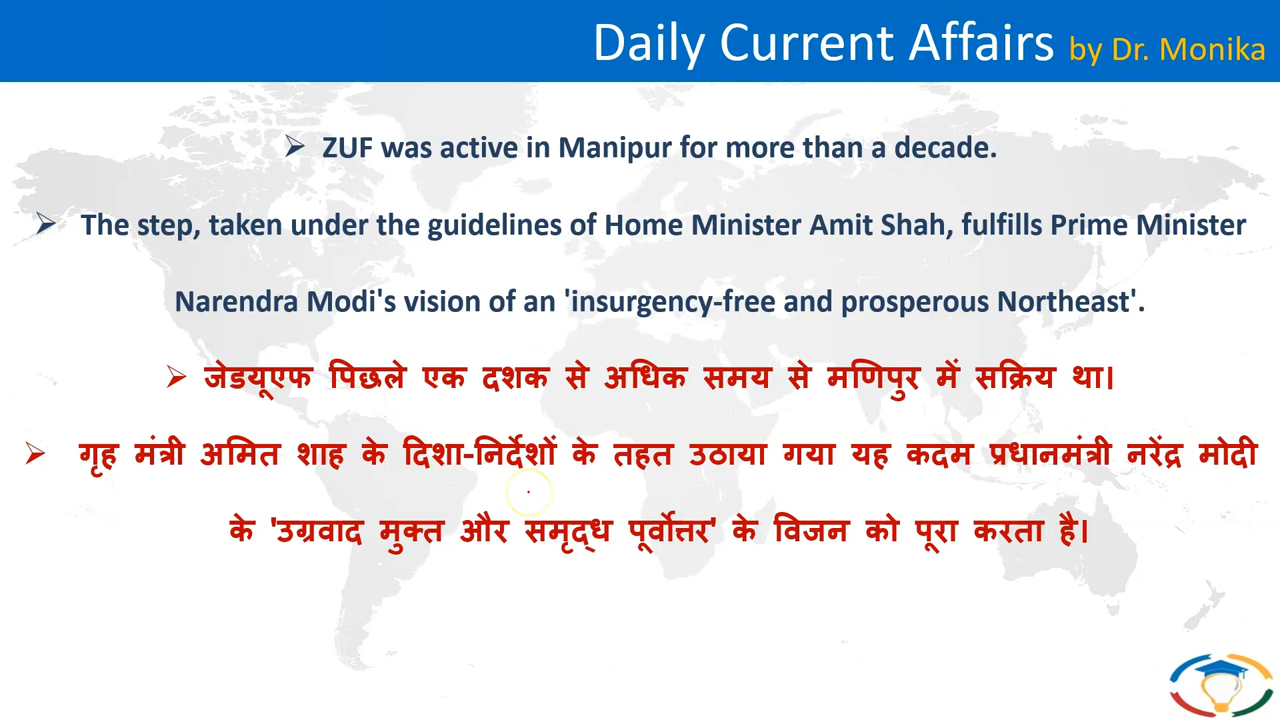 Daily Current Affairs by Dr. Monika
➢ ZUF was active in Manipur for more than a decade.
➢ The step, taken under the guidelines of Home Minister Amit Shah, fulfills Prime Minister
Narendra Modi's vision of an 'insurgency-free and prosperous Northeast'.
➢ जेडयूएफ पिछले एक दशक से अधिक समय से मणिपुर में सक्रिय था।
➢ गृह मंत्री अमित शाह के दिशा-निर्देशों के तहत उठाया गया यह कदम प्रधानमंत्री नरेंद्र मोदी
के 'उग्रवाद मुक्त और समृद्ध पूर्वोत्तर' के विजन को पूरा करता है।